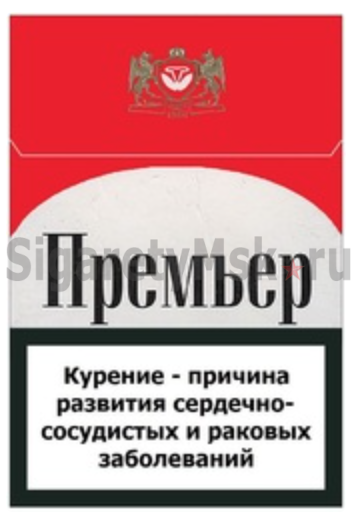 SigaretyMsk.ru
Премьер
Курение - причина
развития сердечно-
сосудистых и раковых
заболеваний